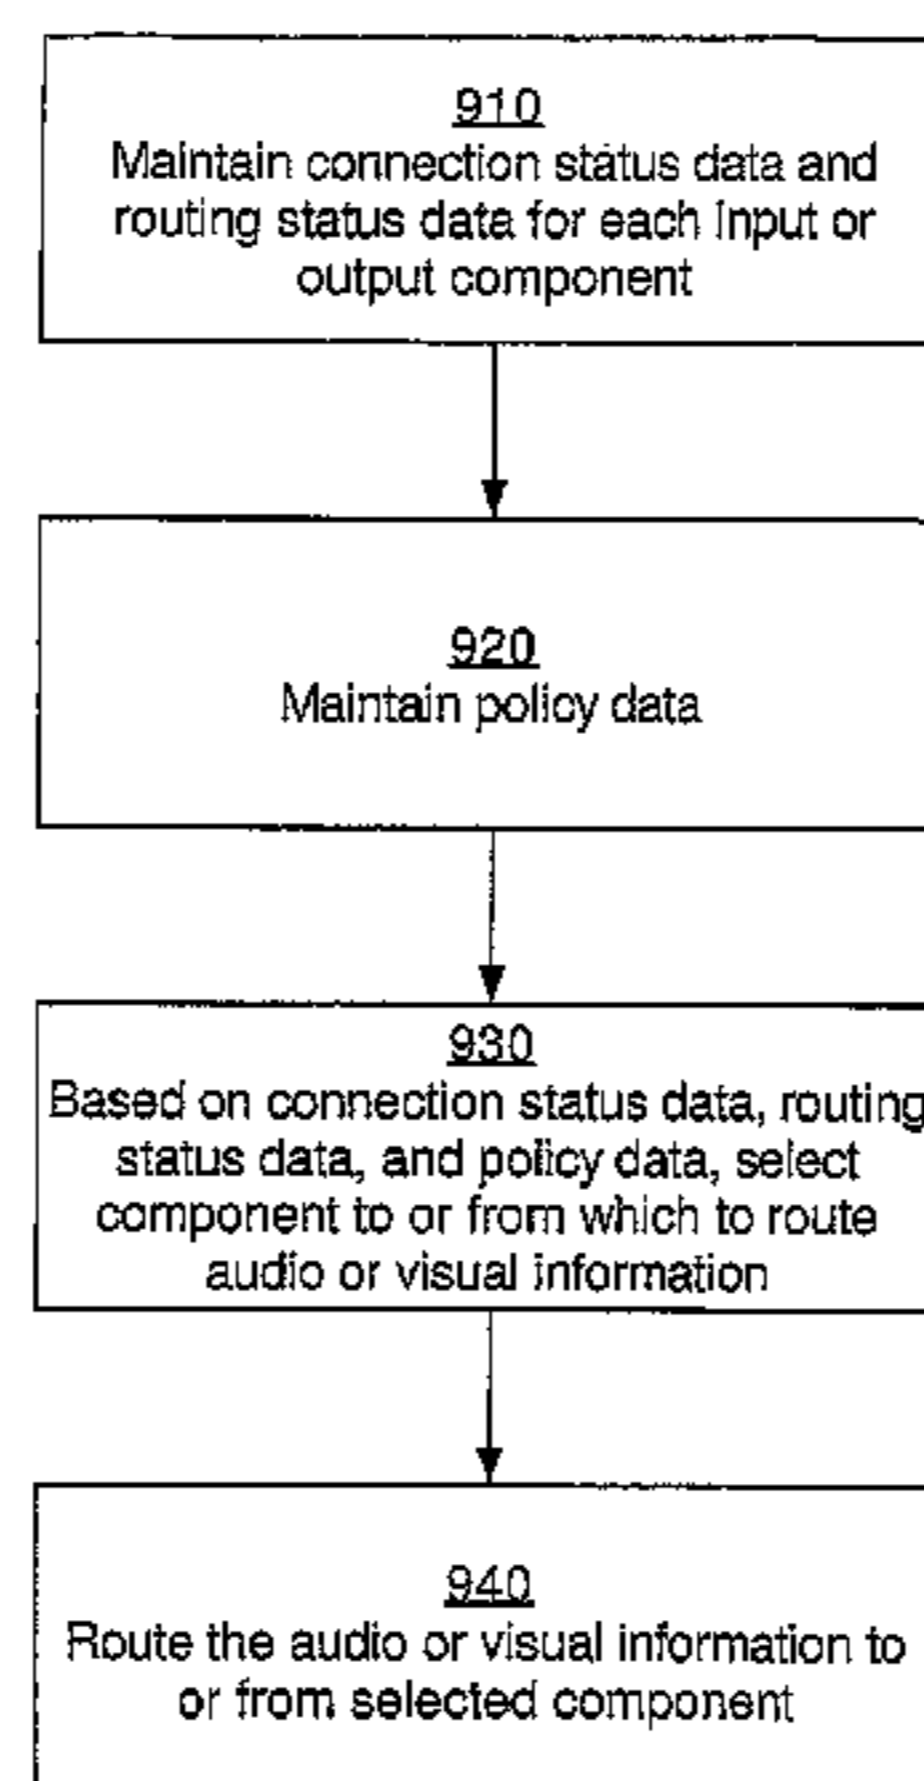 910
Maintain connection status data and
routing status data for each input or
output component
920
Maintain policy data
930
Based on connection status data, routing
status data, and policy data, select
component to or from which to route
audio or visual information
940
Route the audio or visual information to
or from selected component